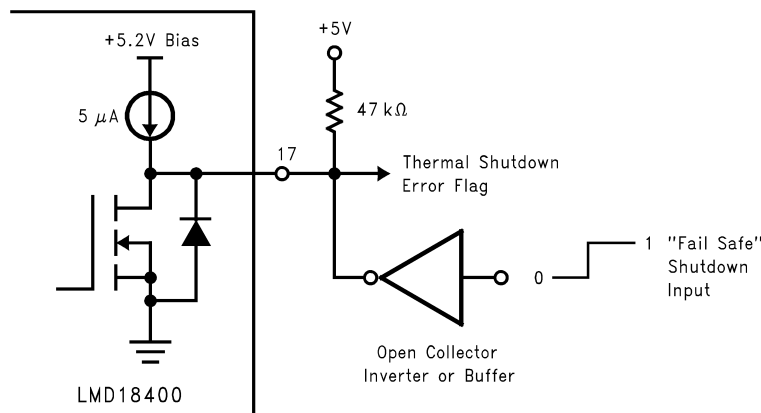 +5V
+5.2V Bias
5 μA
47 kΩ
17
Thermal Shutdown
Error Flag
0
1 "Fail Safe"
Shutdown
Input
Open Collector
Inverter or Buffer
LMD18400